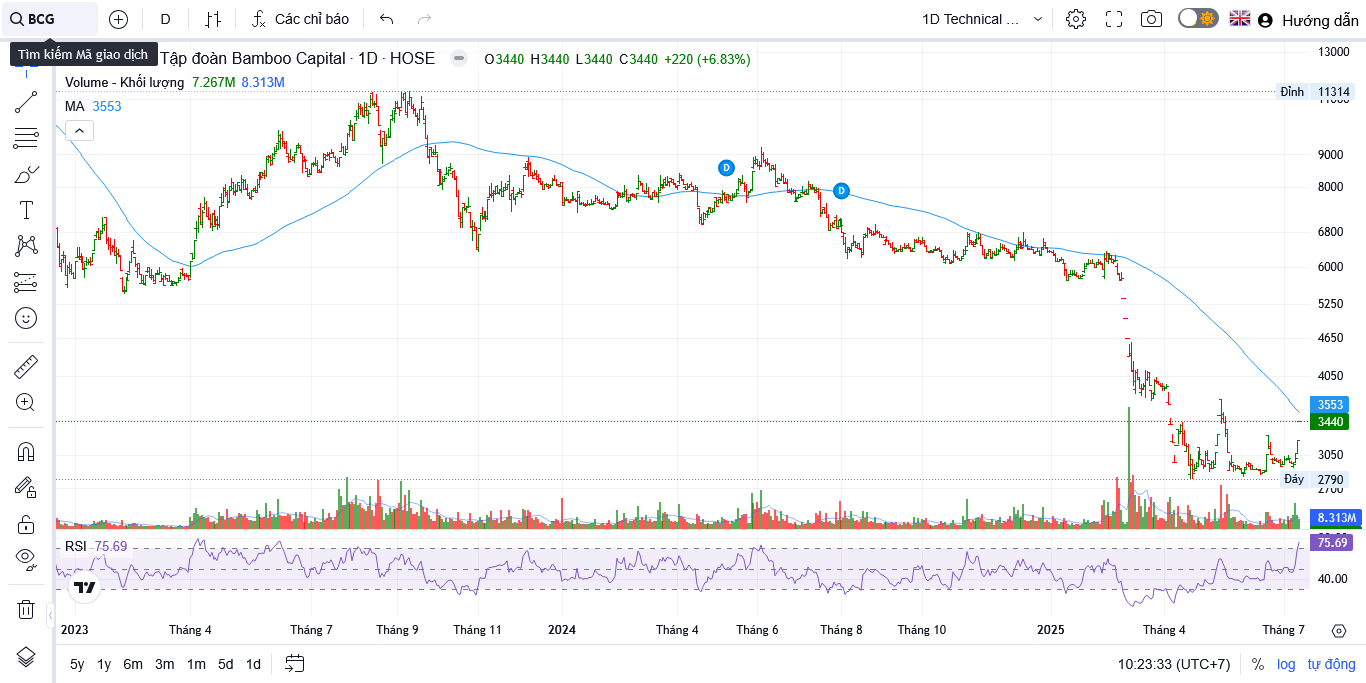 BCG D Các chỉ báo 1D Technical ... Hướng dẫn
Tìm kiếm Mã giao dịch
Tập đoàn Bamboo Capital · 1D · HOSE O3440 H3440 L3440 C3440 +220 (+6.83%)
Volume - Khối lượng 7.267M 8.313M
MA 3553
13000
Đỉnh 11314
11000
9000
8000
6800
6000
5250
4650
4050
3553
3440
3050
Đáy 2790
2700
8.313M
D
D
RSI 75.69
75.69
40.00
2023 Tháng 4 Tháng 7 Tháng 9 Tháng 11 2024 Tháng 4 Tháng 6 Tháng 8 Tháng 10 2025 Tháng 4 Tháng 7
5y 1y 6m 3m 1m 5d 1d 10:23:33 (UTC+7) % log tự động